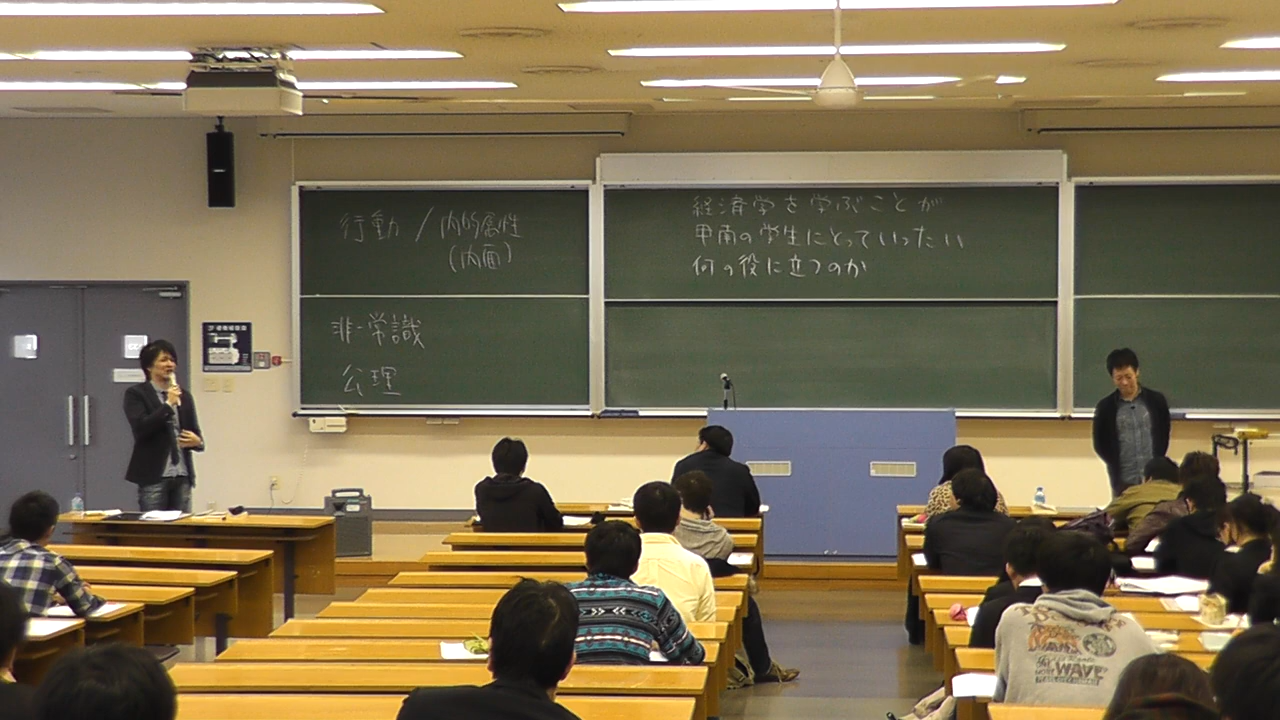 行動 / 内的属性
(内面)
非-常識
公理
経済学を学ぶことが
甲南の学生にとっていったい
何の役に立つのか
WAVE